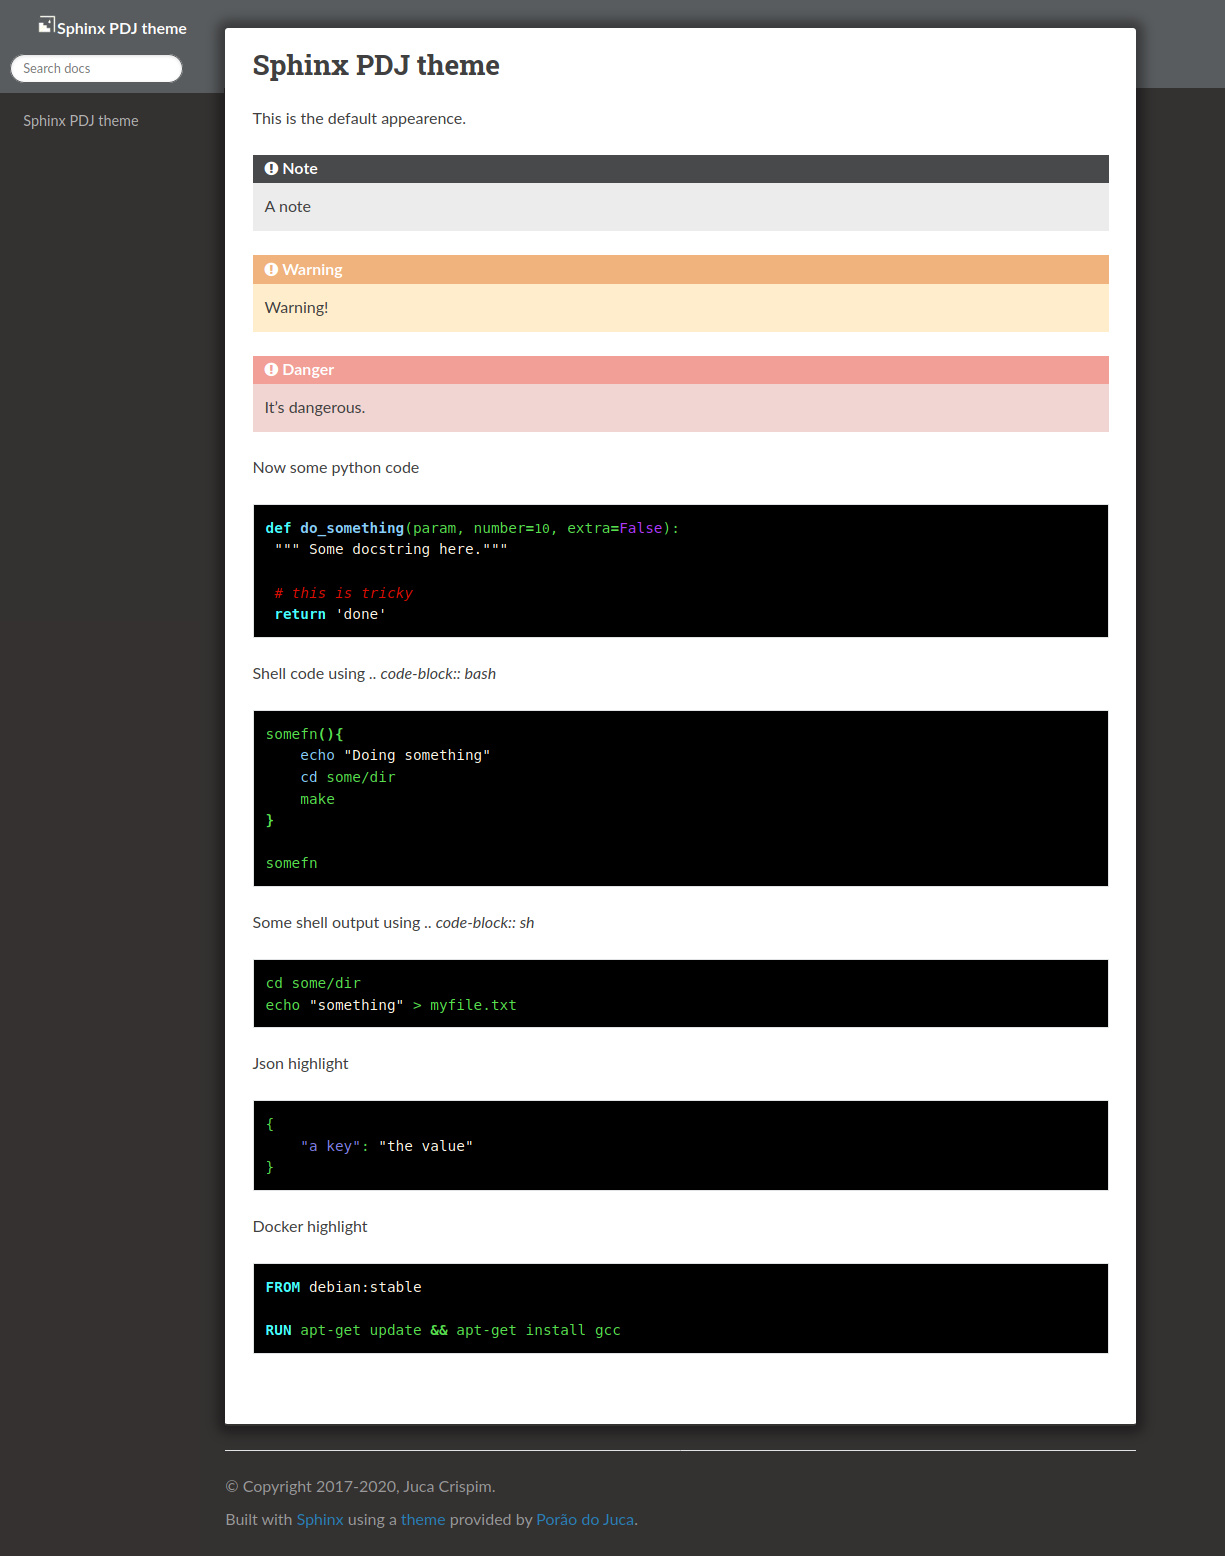 Sphinx PDJ theme
Search docs
Sphinx PDJ theme
Sphinx PDJ theme
This is the default appearence.
Note
A note
Warning
Warning!
Danger
It’s dangerous.
Now some python code
def do_something(param, number=10, extra=False):
 """ Some docstring here."""
 # this is tricky
 return 'done'
Shell code using .. code-block:: bash
somefn(){
    echo "Doing something"
    cd some/dir
    make
}
somefn
Some shell output using .. code-block:: sh
cd some/dir
echo "something" > myfile.txt
Json highlight
{
    "a key": "the value"
}
Docker highlight
FROM debian:stable
RUN apt-get update && apt-get install gcc
© Copyright 2017-2020, Juca Crispim.
Built with Sphinx using a theme provided by Porão do Juca.